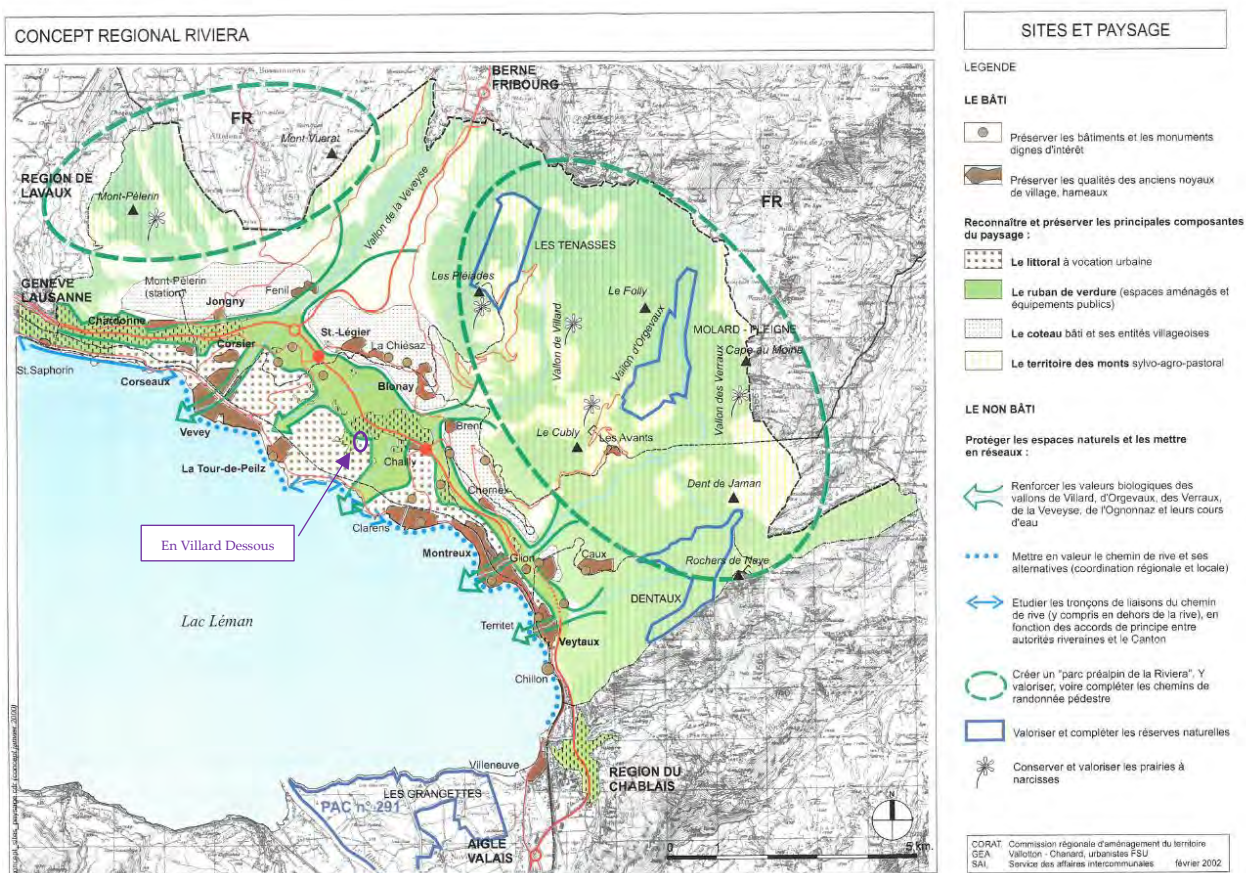 CONCEPT REGIONAL RIVIERA
BERNE
FRIBOURG
FR
Mont-Vuarat
REGION DE
LAVAUX
Mont-Pèlerin
Vallon de la Veveyse
FR
LES TENASSES
Les Pléiades
Le Folly
Mont-Pèlerin
(station)
Fenil
GENEVE
LAUSANNE
Jongny
Chardonne
St.-Légier
La Chiésaz
Vallon de Villard
Vallon d'Orgevaux
MOLARD - PLEIGNE
Cape au Moine
Vallon des Verraux
Corsier
St.Saphorin
Corseaux
Blonay
Vevey
Brent
Le Cubly
Les Avants
La Tour-de-Peilz
Chailly
Chernex
Dent de Jaman
Clarens
En Villard Dessous
Montreux
Glion
Caux
Rochers de Naye
DENTAUX
Lac Léman
Territet
Veytaux
Chillon
Villeneuve
REGION DU
CHABLAIS
LES GRANGETTES
PAC n° 291
AIGLE
VALAIS
N
0
1
5 km.
SITES ET PAYSAGE
LEGENDE
LE BÂTI
Préserver les bâtiments et les monuments
dignes d'intérêt
Préserver les qualités des anciens noyaux
de village, hameaux
Reconnaître et préserver les principales composantes
du paysage :
Le littoral à vocation urbaine
Le ruban de verdure (espaces aménagés et
équipements publics)
Le coteau bâti et ses entités villageoises
Le territoire des monts sylvo-agro-pastoral
LE NON BÂTI
Protéger les espaces naturels et les mettre
en réseaux :
Renforcer les valeurs biologiques des
vallons de Villard, d'Orgevaux, des Verraux,
de la Veveyse, de l'Ognonnaz et leurs cours
d'eau
Mettre en valeur le chemin de rive et ses
alternatives (coordination régionale et locale)
Etudier les tronçons de liaisons du chemin
de rive (y compris en dehors de la rive), en
fonction des accords de principe entre
autorités riveraines et le Canton
Créer un "parc préalpin de la Riviera". Y
valoriser, voire compléter les chemins de
randonnée pédestre
Valoriser et compléter les réserves naturelles
Conserver et valoriser les prairies à
narcisses
CORAT Commission régionale d'aménagement du territoire
GEA Vallotton - Chanard, urbanistes FSU
SAI, Service des affaires intercommunales février 2002